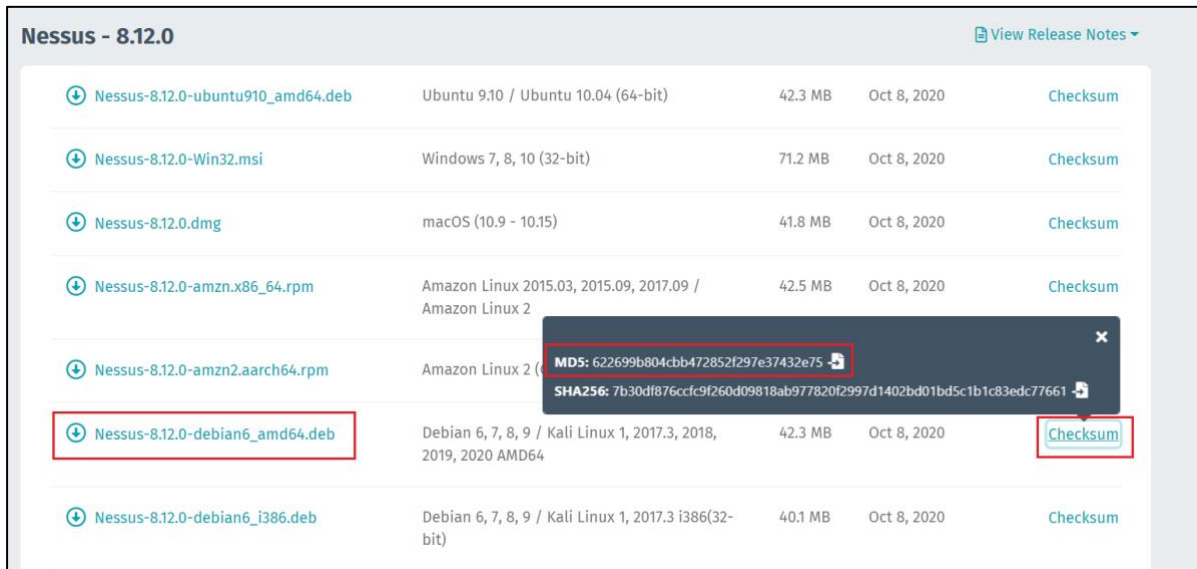 Nessus - 8.12.0
View Release Notes
Nessus-8.12.0-ubuntu910_amd64.deb Ubuntu 9.10 / Ubuntu 10.04 (64-bit) 42.3 MB Oct 8, 2020 Checksum
Nessus-8.12.0-Win32.msi Windows 7, 8, 10 (32-bit) 71.2 MB Oct 8, 2020 Checksum
Nessus-8.12.0.dmg macOS (10.9 - 10.15) 41.8 MB Oct 8, 2020 Checksum
Nessus-8.12.0-amzn.x86_64.rpm Amazon Linux 2015.03, 2015.09, 2017.09 / 42.5 MB Oct 8, 2020 Checksum
Amazon Linux 2
MD5: 622699b804cbb472852f297e37432e75
Nessus-8.12.0-amzn2.aarch64.rpm Amazon Linux 2 (
SHA256: 7b30df876ccfc9f260d09818ab977820f2997d1402bd01bd5c1b1c83edc77661
Nessus-8.12.0-debian6_amd64.deb Debian 6, 7, 8, 9 / Kali Linux 1, 2017.3, 2018, 42.3 MB Oct 8, 2020 Checksum
2019, 2020 AMD64
Nessus-8.12.0-debian6_i386.deb Debian 6, 7, 8, 9 / Kali Linux 1, 2017.3 i386(32- 40.1 MB Oct 8, 2020 Checksum
bit)